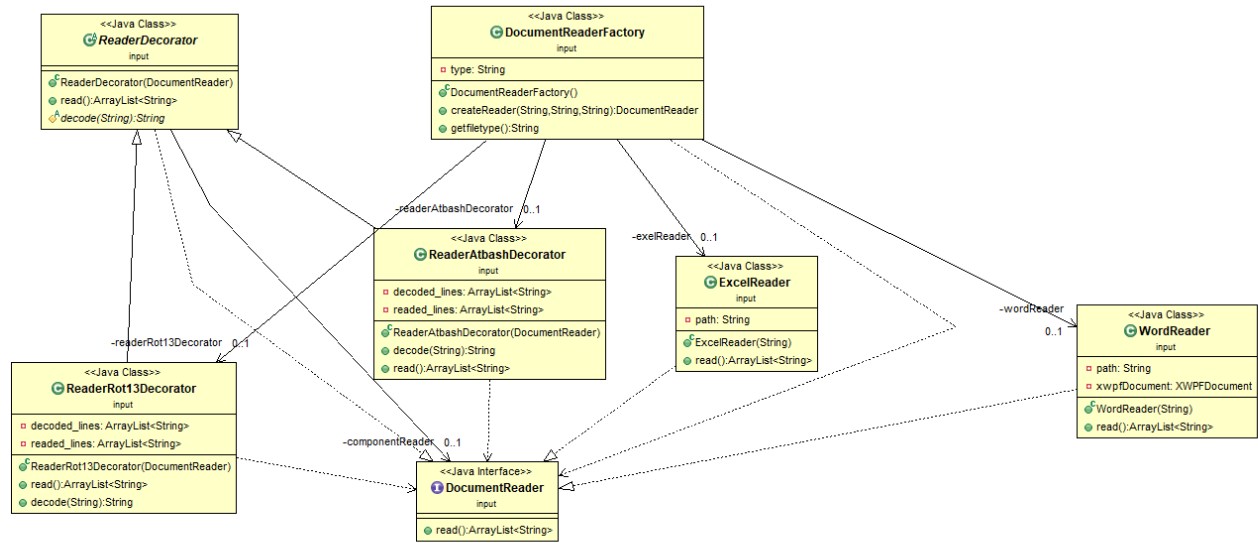 <<Java Class>>
ReaderDecorator
input
ReaderDecorator(DocumentReader)
read():ArrayList<String>
decode(String):String
<<Java Class>>
DocumentReaderFactory
input
type: String
DocumentReaderFactory()
createReader(String,String,String):DocumentReader
getfiletype():String
-readerAtbashDecorator 0..1
-exelReader 0..1
-wordReader
0..1
-readerRot13Decorator 0..1
-componentReader 0..1
<<Java Class>>
ReaderAtbashDecorator
input
decoded_lines: ArrayList<String>
readed_lines: ArrayList<String>
ReaderAtbashDecorator(DocumentReader)
decode(String):String
read():ArrayList<String>
<<Java Class>>
ExcelReader
input
path: String
ExcelReader(String)
read():ArrayList<String>
<<Java Class>>
WordReader
input
path: String
xwpfDocument: XWPFDocument
WordReader(String)
read():ArrayList<String>
<<Java Class>>
ReaderRot13Decorator
input
decoded_lines: ArrayList<String>
readed_lines: ArrayList<String>
ReaderRot13Decorator(DocumentReader)
read():ArrayList<String>
decode(String):String
<<Java Interface>>
DocumentReader
input
read():ArrayList<String>